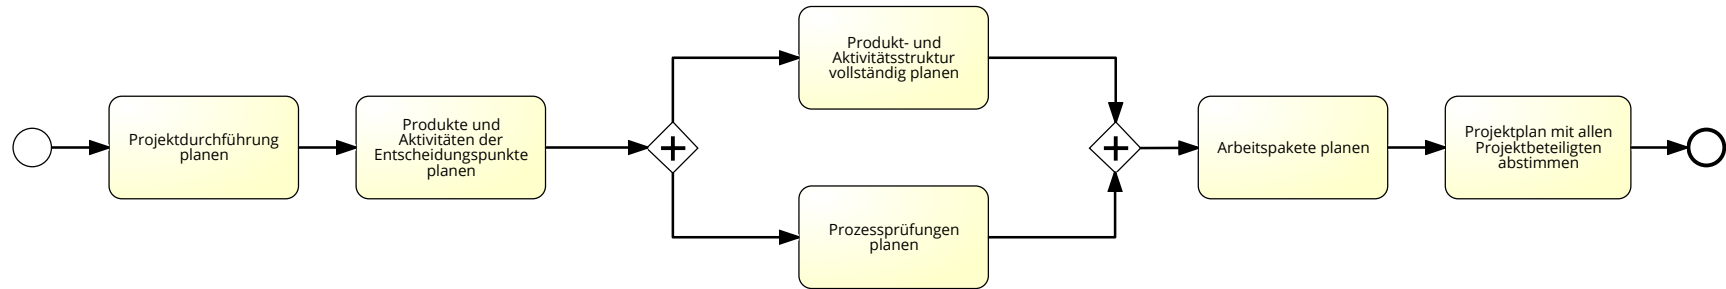 Projektdurchführung
planen
Produkte und
Aktivitäten der
Entscheidungspunkte
planen
Produkt- und
Aktivitätsstruktur
vollständig planen
Prozessprüfungen
planen
Arbeitspakete planen
Projektplan mit allen
Projektbeteiligten
abstimmen